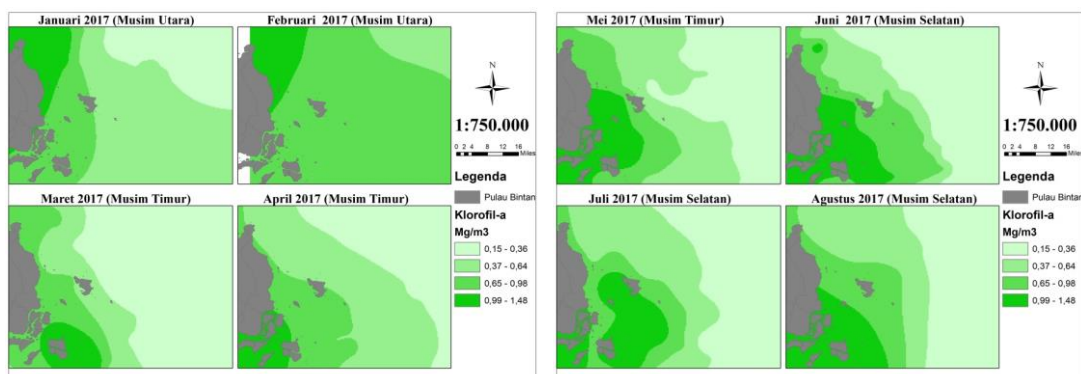 Januari 2017 (Musim Utara)
Februari 2017 (Musim Utara)
Maret 2017 (Musim Timur)
April 2017 (Musim Timur)
N
1:750.000
0 2 4 8 12 16
Miles
Legenda
Pulau Bintan
Klorofil-a
Mg/m3
0,15 - 0,36
0,37 - 0,64
0,65 - 0,98
0,99 - 1,48
Mei 2017 (Musim Timur)
Juni 2017 (Musim Selatan)
Juli 2017 (Musim Selatan)
Agustus 2017 (Musim Selatan)
N
1:750.000
0 2 4 8 12 16
Miles
Legenda
Pulau Bintan
Klorofil-a
Mg/m3
0,15 - 0,36
0,37 - 0,64
0,65 - 0,98
0,99 - 1,48